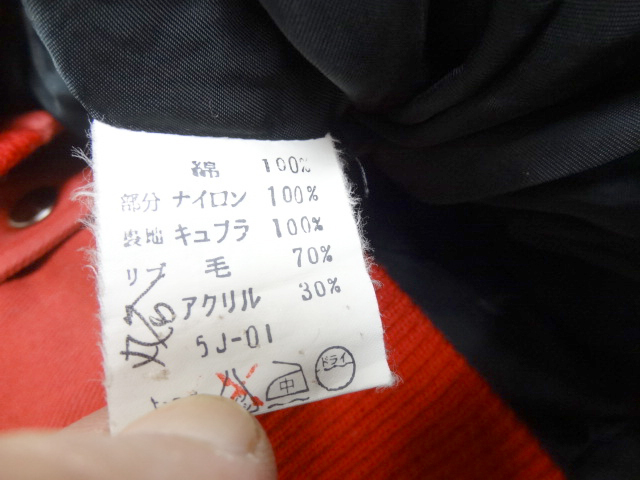 綿 100%
部分 ナイロン 100%
裏地 キュプラ 100%
リブ 毛 70%
アクリル 30%
5J-01
中 ドライ